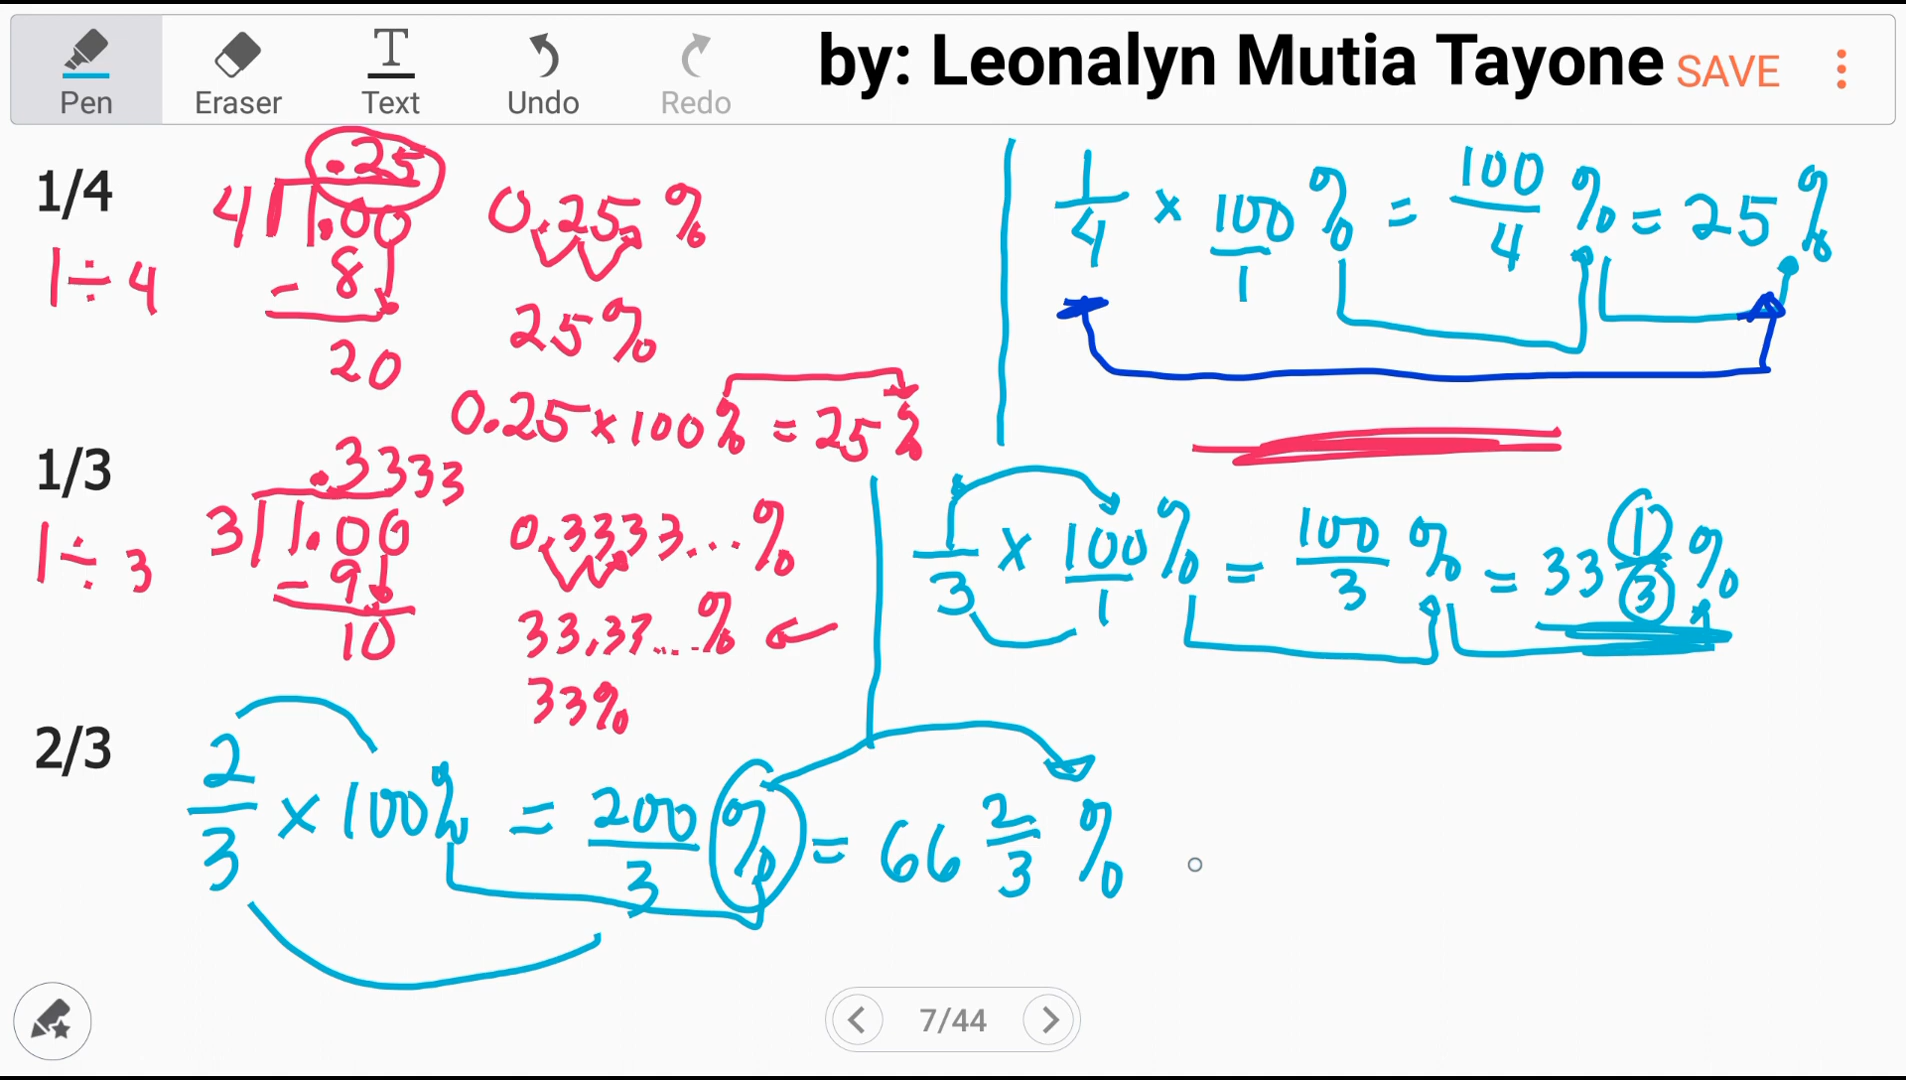 Pen Eraser Text Undo Redo by: Leonalyn Mutia Tayone SAVE
1/4
1 ÷ 4
.25
4 1.00
- 8
20
0.25 %
25%
0.25 x 100% = 25%
1/4 x 100/1 % = 100/4 % = 25%
1/3
1 ÷ 3
.3333
3 1.00
- 9
10
0.3333...%
33.33...%
33%
1/3 x 100/1 % = 100/3 % = 33 1/3 %
2/3
2/3 x 100% = 200/3 % = 66 2/3 %
7/44